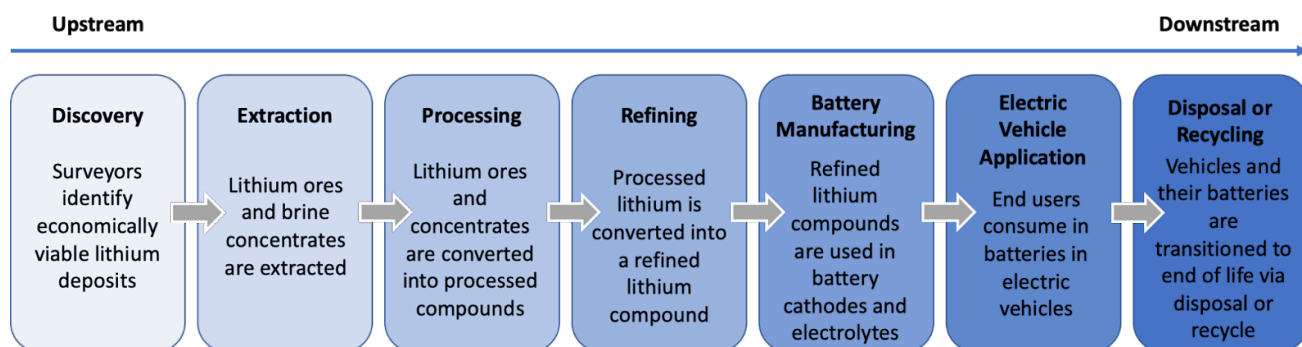 Upstream
Downstream
Discovery
Surveyors
identify
economically
viable lithium
deposits
Extraction
Lithium ores
and brine
concentrates
are extracted
Processing
Lithium ores
and
concentrates
are converted
into processed
compounds
Refining
Processed
lithium is
converted into
a refined
lithium
compound
Battery
Manufacturing
Refined
lithium
compounds
are used in
battery
cathodes and
electrolytes
Electric
Vehicle
Application
End users
consume in
batteries in
electric
vehicles
Disposal or
Recycling
Vehicles and
their batteries
are
transitioned to
end of life via
disposal or
recycle